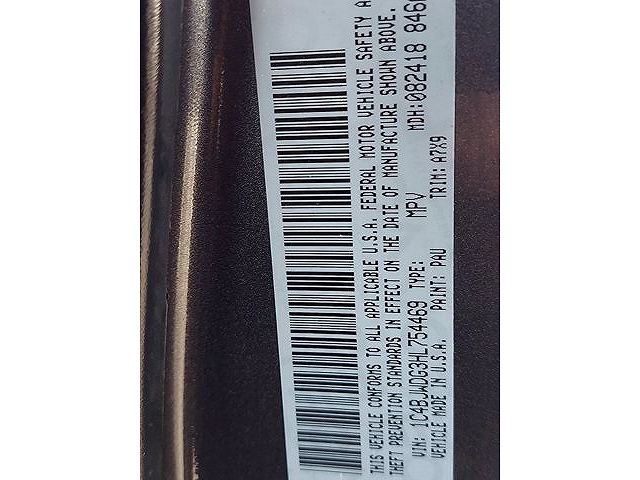 THIS VEHICLE CONFORMS TO ALL APPLICABLE U.S.A. FEDERAL MOTOR VEHICLE SAFETY A
THEFT PREVENTION STANDARDS IN EFFECT ON THE DATE OF MANUFACTURE SHOWN ABOVE.
VIN: 1C4BJWDG3HL754469 TYPE: MPV MDH:082418 846
VEHICLE MADE IN U.S.A. PAINT: PAU TRIM: A7X9